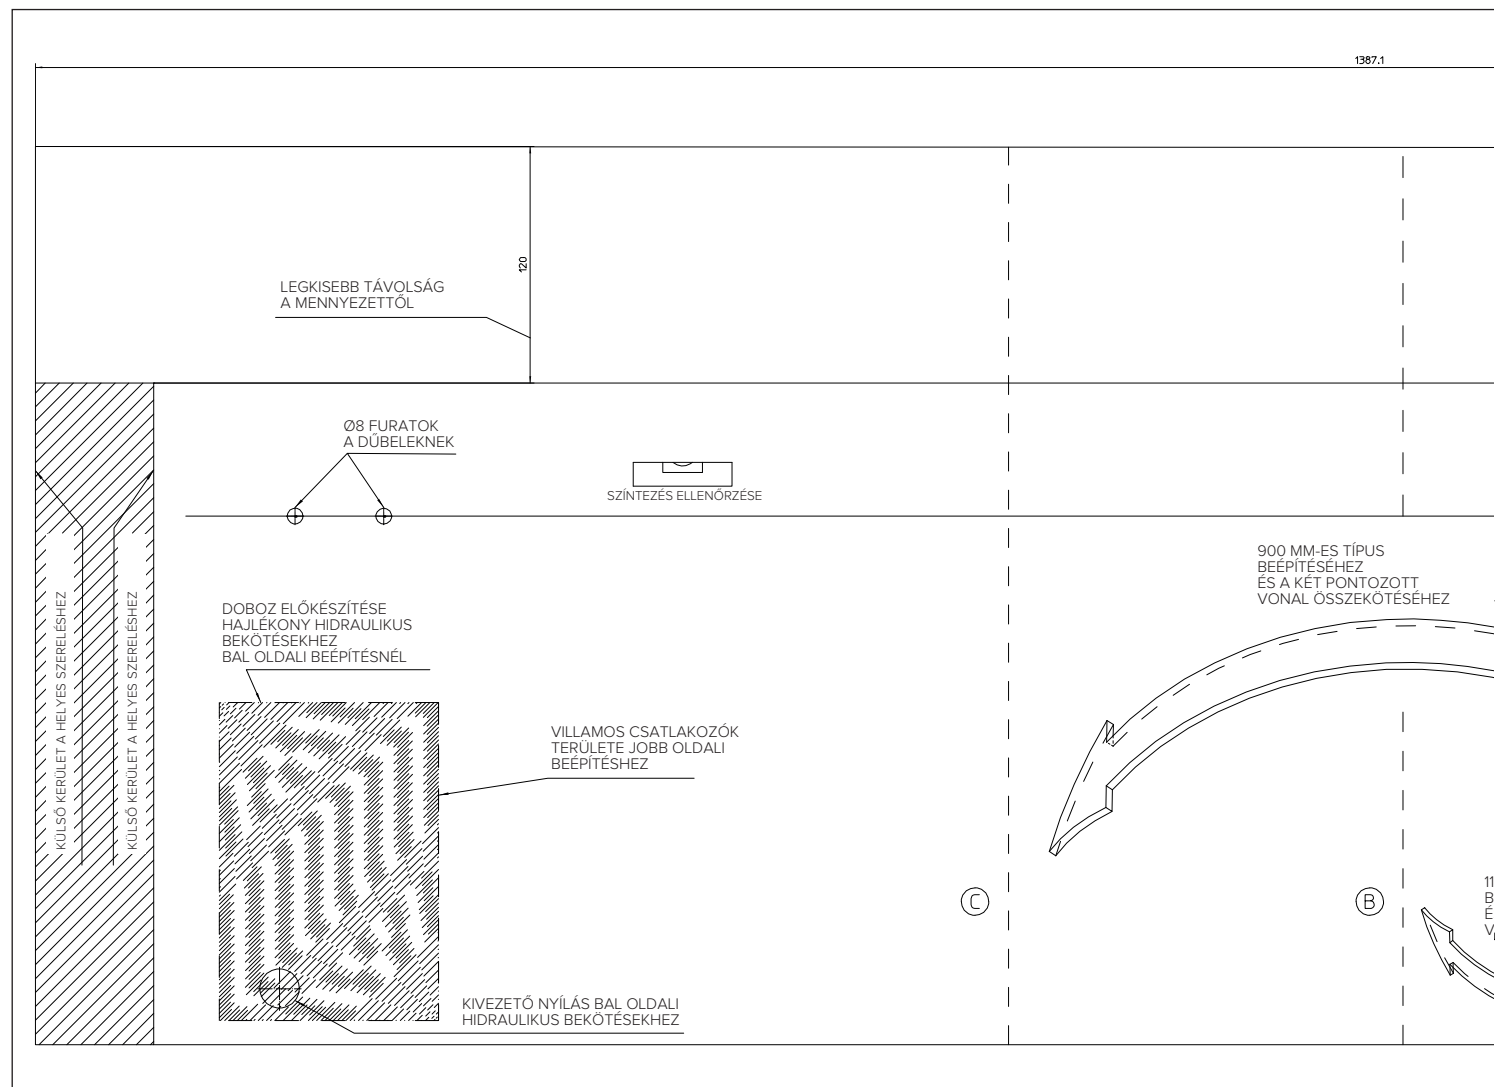 1387.1
120
LEGKISEBB TÁVOLSÁG
A MENNYEZETTŐL
Ø8 FURATOK
A DŰBELEKNEK
SZÍNTEZÉS ELLENŐRZÉSE
900 MM-ES TÍPUS
BEÉPÍTÉSÉHEZ
ÉS A KÉT PONTOZOTT
VONAL ÖSSZEKÖTÉSÉHEZ
KÜLSŐ KERÜLET A HELYES SZERELÉSHEZ
KÜLSŐ KERÜLET A HELYES SZERELÉSHEZ
DOBOZ ELŐKÉSZÍTÉSE
HAJLÉKONY HIDRAULIKUS
BEKÖTÉSEKHEZ
BAL OLDALI BEÉPÍTÉSNÉL
VILLAMOS CSATLAKOZÓK
TERÜLETE JOBB OLDALI
BEÉPÍTÉSHEZ
C
B
KIVEZETŐ NYÍLÁS BAL OLDALI
HIDRAULIKUS BEKÖTÉSEKHEZ